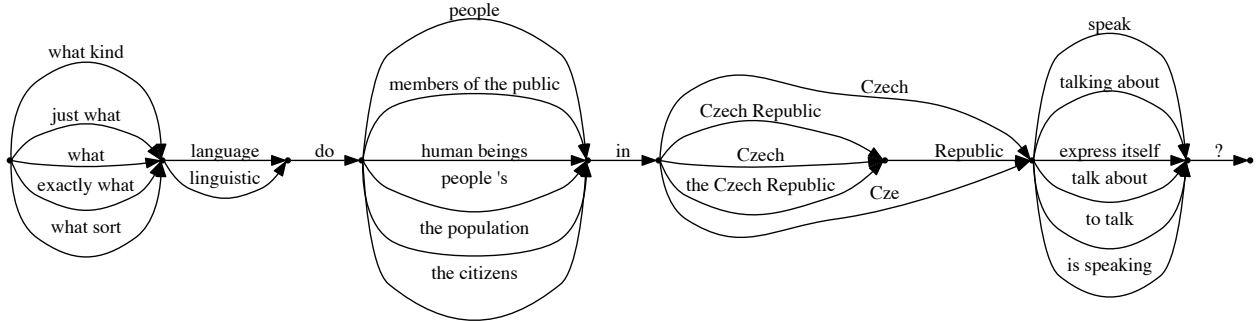 what kind
just what
what
exactly what
what sort
language
linguistic
do
people
members of the public
human beings
people 's
the population
the citizens
in
Czech
Czech Republic
Czech
the Czech Republic
Cze
Republic
speak
talking about
express itself
talk about
to talk
is speaking
?